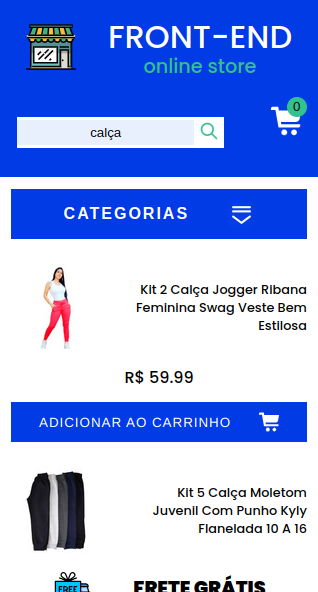 FRONT-END
online store
0
calça
CATEGORIAS
Kit 2 Calça Jogger Ribana
Feminina Swag Veste Bem
Estilosa
R$ 59.99
ADICIONAR AO CARRINHO
Kit 5 Calça Moletom
Juvenil Com Punho Kyly
Flanelada 10 A 16
FREE
FRETE GRÁTIS